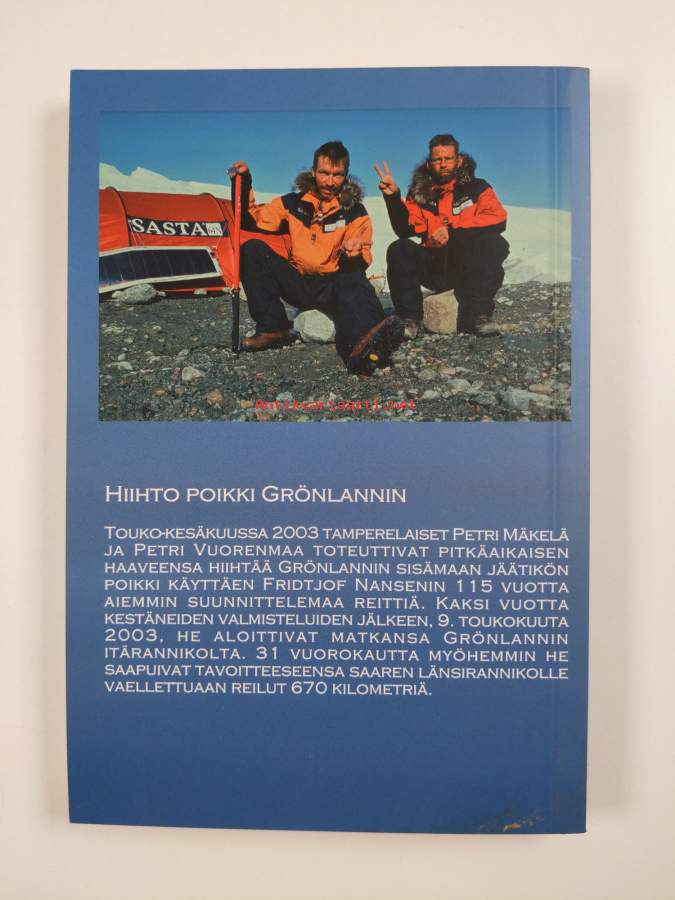 SASTA
Antikvariaatti.net
HIIHTO POIKKI GRÖNLANNIN
TOUKO-KESÄKUUSSA 2003 TAMPERELAISET PETRI MÄKELÄ
JA PETRI VUORENMAA TOTEUTTIVAT PITKÄAIKAISEN
HAAVEENSA HIIHTÄÄ GRÖNLANNIN SISÄMAAN JÄÄTIKÖN
POIKKI KÄYTTÄEN FRIDTJOF NANSENIN 115 VUOTTA
AIEMMIN SUUNNITTELEMAA REITTIÄ. KAKSI VUOTTA
KESTÄNEIDEN VALMISTELUIDEN JÄLKEEN, 9. TOUKOKUUTA
2003, HE ALOITTIVAT MATKANSA GRÖNLANNIN
ITÄRANNIKOLTA. 31 VUOROKAUTTA MYÖHEMMIN HE
SAAPUIVAT TAVOITTEESEENSA SAAREN LÄNSIRANNIKOLLE
VAELLETTUAAN REILUT 670 KILOMETRIÄ.